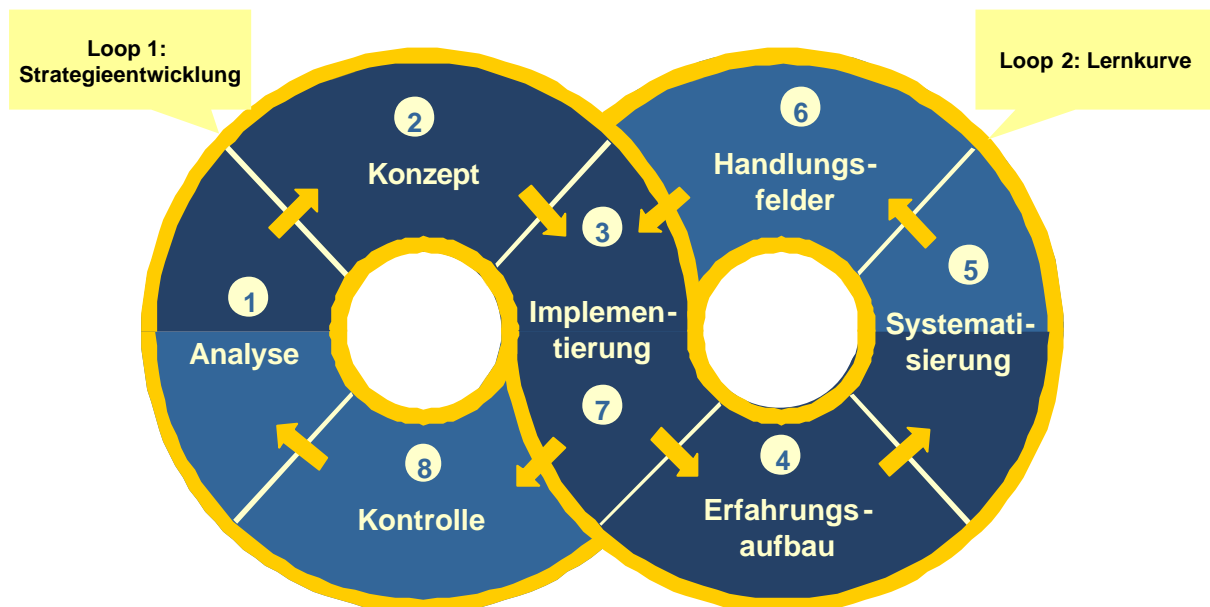 Loop 1:
Strategieentwicklung
Loop 2: Lernkurve
2
Konzept
6
Handlungs-
felder
3
1
5
Implemen-
tierung
Systemati-
sierung
Analyse
7
8
Kontrolle
4
Erfahrungs-
aufbau